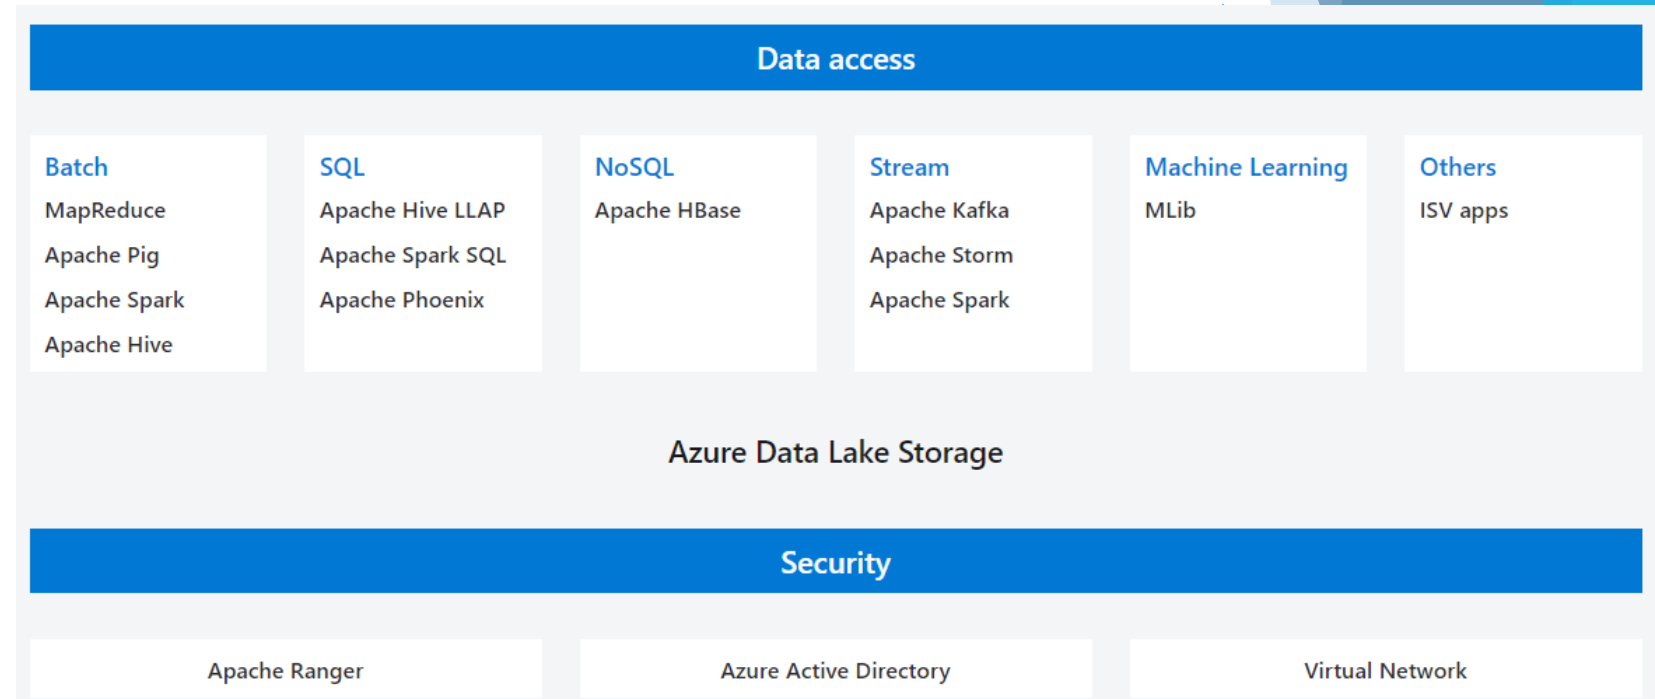 Data access
Batch
MapReduce
Apache Pig
Apache Spark
Apache Hive
SQL
Apache Hive LLAP
Apache Spark SQL
Apache Phoenix
NoSQL
Apache HBase
Stream
Apache Kafka
Apache Storm
Apache Spark
Machine Learning
MLib
Others
ISV apps
Azure Data Lake Storage
Security
Apache Ranger
Azure Active Directory
Virtual Network